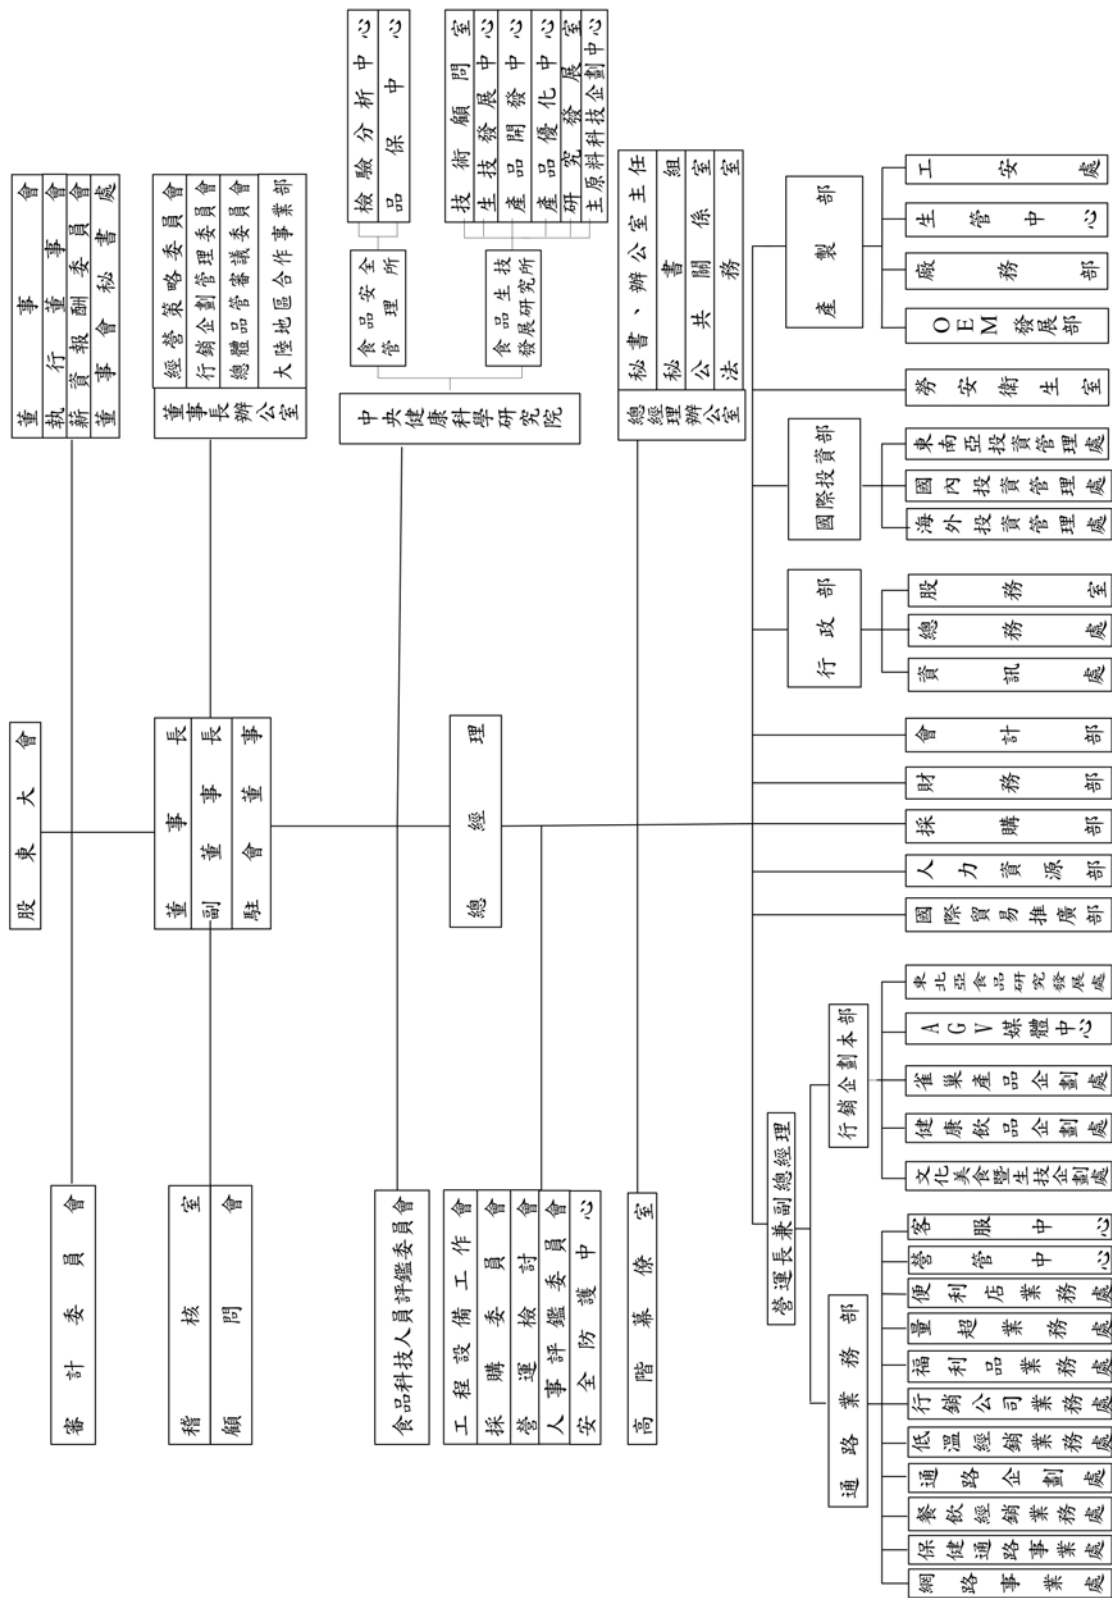 股東大會
審計委員會
董事會
執行董事會
薪資報酬委員會
董事會秘書處
董事長
副董事長
駐會董事
稽核室
顧問會
董事長辦公室
經營策略委員會
行銷企劃管理委員會
總體品管審議委員會
大陸地區合作事業部
食品科技人員評鑑委員會
中央健康科學研究院
食品安全管理所
檢驗分析中心
品保中心
食品生技發展研究所
技術顧問室
生技發展中心
產品開發中心
產品優化中心
研究發展室
主原料科技企劃中心
總經理
工程設備工作會
採購委員會
營運檢討會
人事評鑑委員會
安全防護中心
高階幕僚室
總經理辦公室
秘書、辦公室主任
秘書組
公共關係室
法務室
營運長兼副總經理
通路業務部
網路事業處
保健通路事業處
餐飲經銷業務處
通路企劃處
低溫經銷業務處
行銷公司業務處
福利品業務處
量超業務處
便利店業務處
營管中心
客服中心
行銷企劃本部
文化美食暨生技企劃處
健康飲品企劃處
雀巢產品企劃處
AGV媒體中心
東北亞食品研究發展處
國際貿易推廣部
人力資源部
採購部
財務部
會計部
行政部
資訊處
總務處
股務室
國際投資部
海外投資管理處
國內投資管理處
東南亞投資管理處
勞安衛生室
產製部
OEM發展部
廠務部
生管中心
工安處